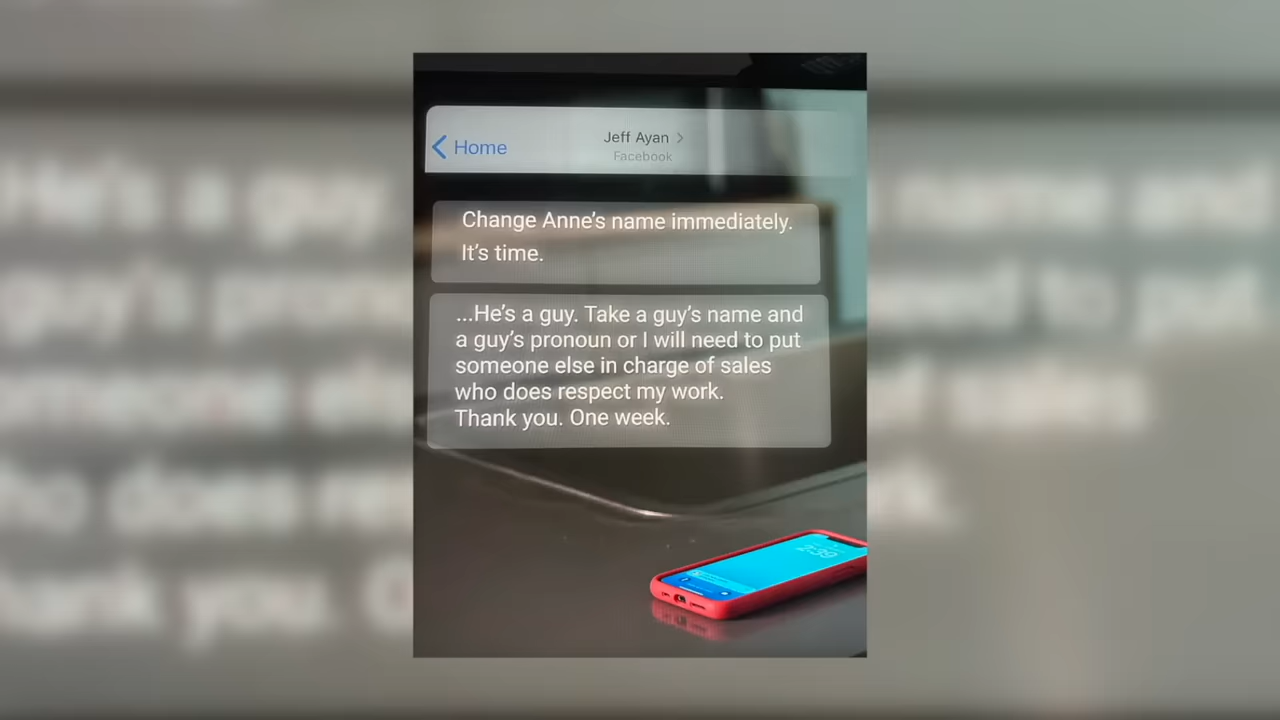 Home
Jeff Ayan
Facebook
Change Anne’s name immediately.
It’s time.
...He’s a guy. Take a guy’s name and
a guy’s pronoun or I will need to put
someone else in charge of sales
who does respect my work.
Thank you. One week.
2:39